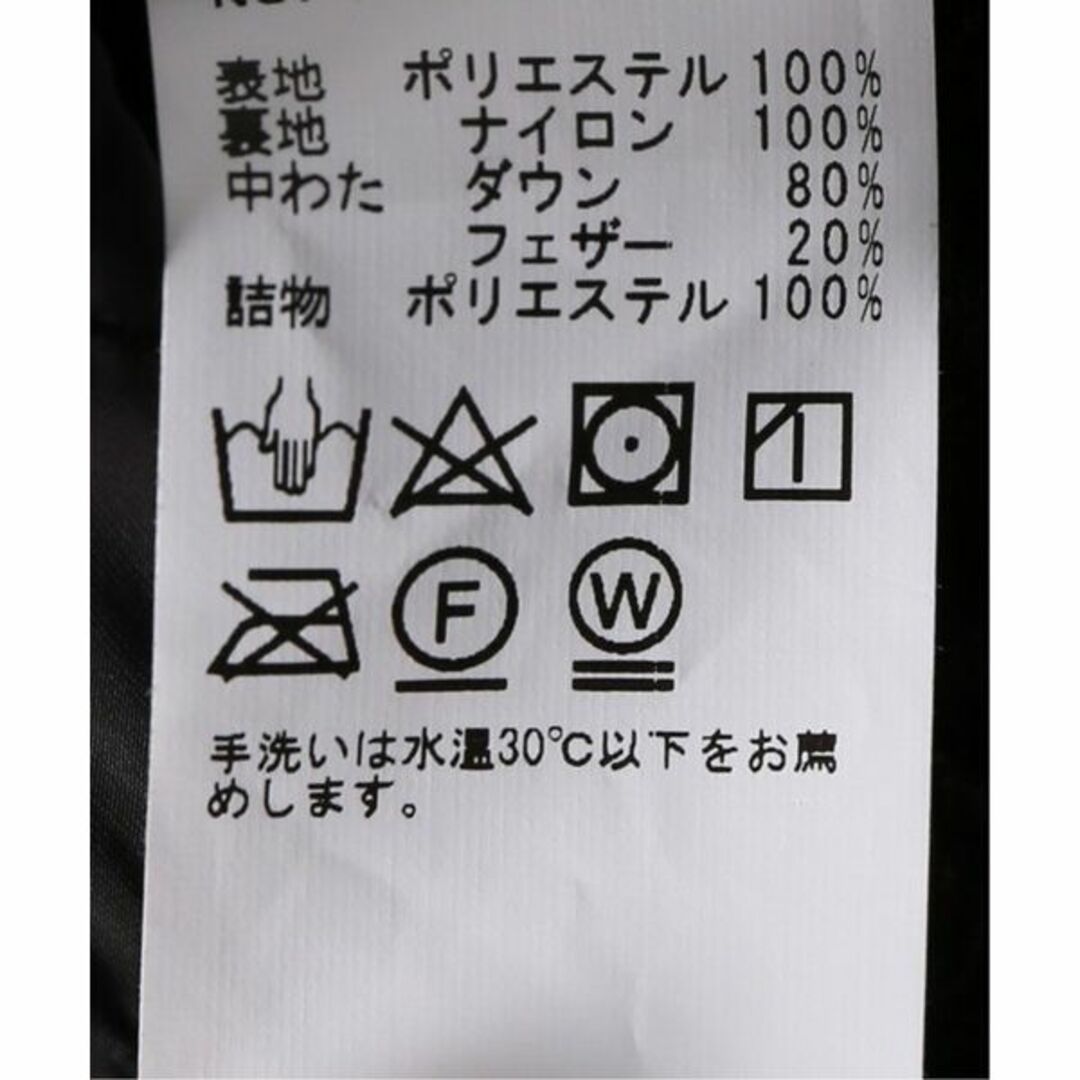 表地 ポリエステル 100%
裏地 ナイロン 100%
中わた ダウン 80%
フェザー 20%
詰物 ポリエステル 100%
F W
手洗いは水温30℃以下をお薦
めします。